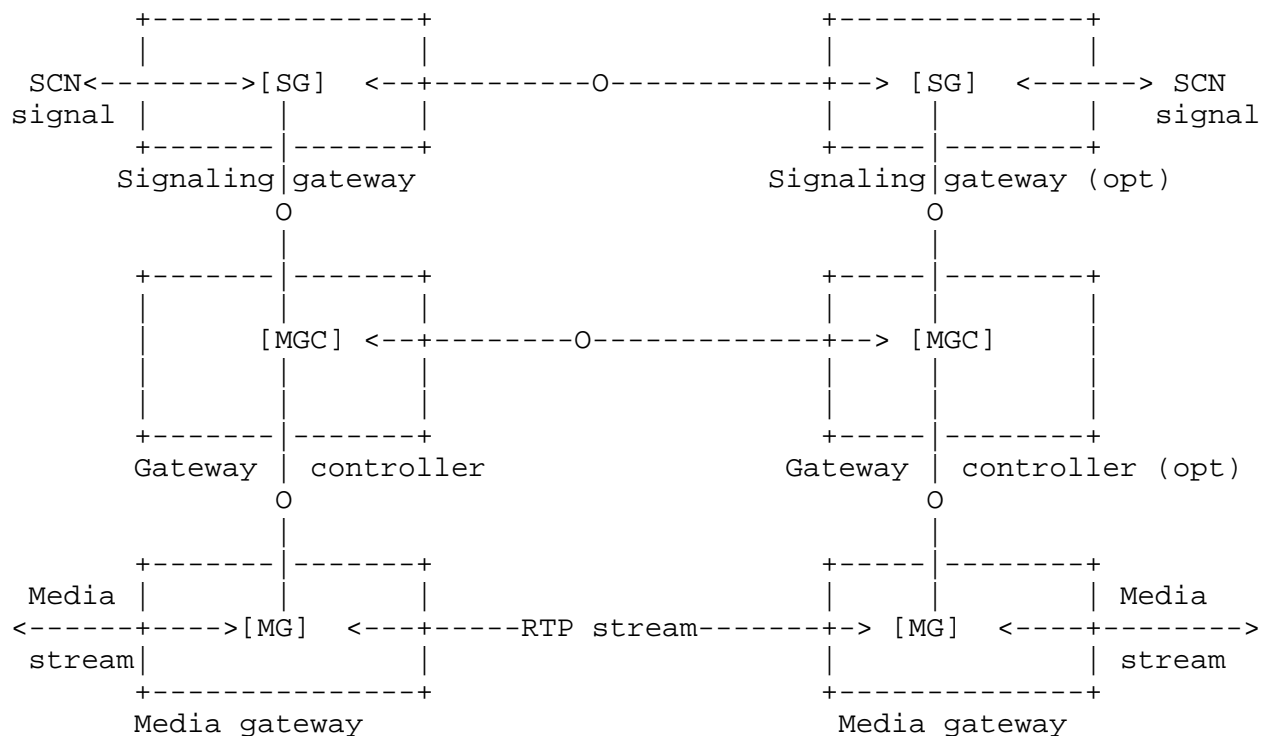 SCN<-------->[SG] <--+---------O------------+--> [SG] <------> SCN
signal signal
Signaling gateway Signaling gateway (opt)
O O
[MGC] <--+--------O-------------+--> [MGC]
Gateway controller Gateway controller (opt)
O O
Media Media
<------+---->[MG] <---+-----RTP stream-------+-> [MG] <----+-------->
stream stream
Media gateway Media gateway